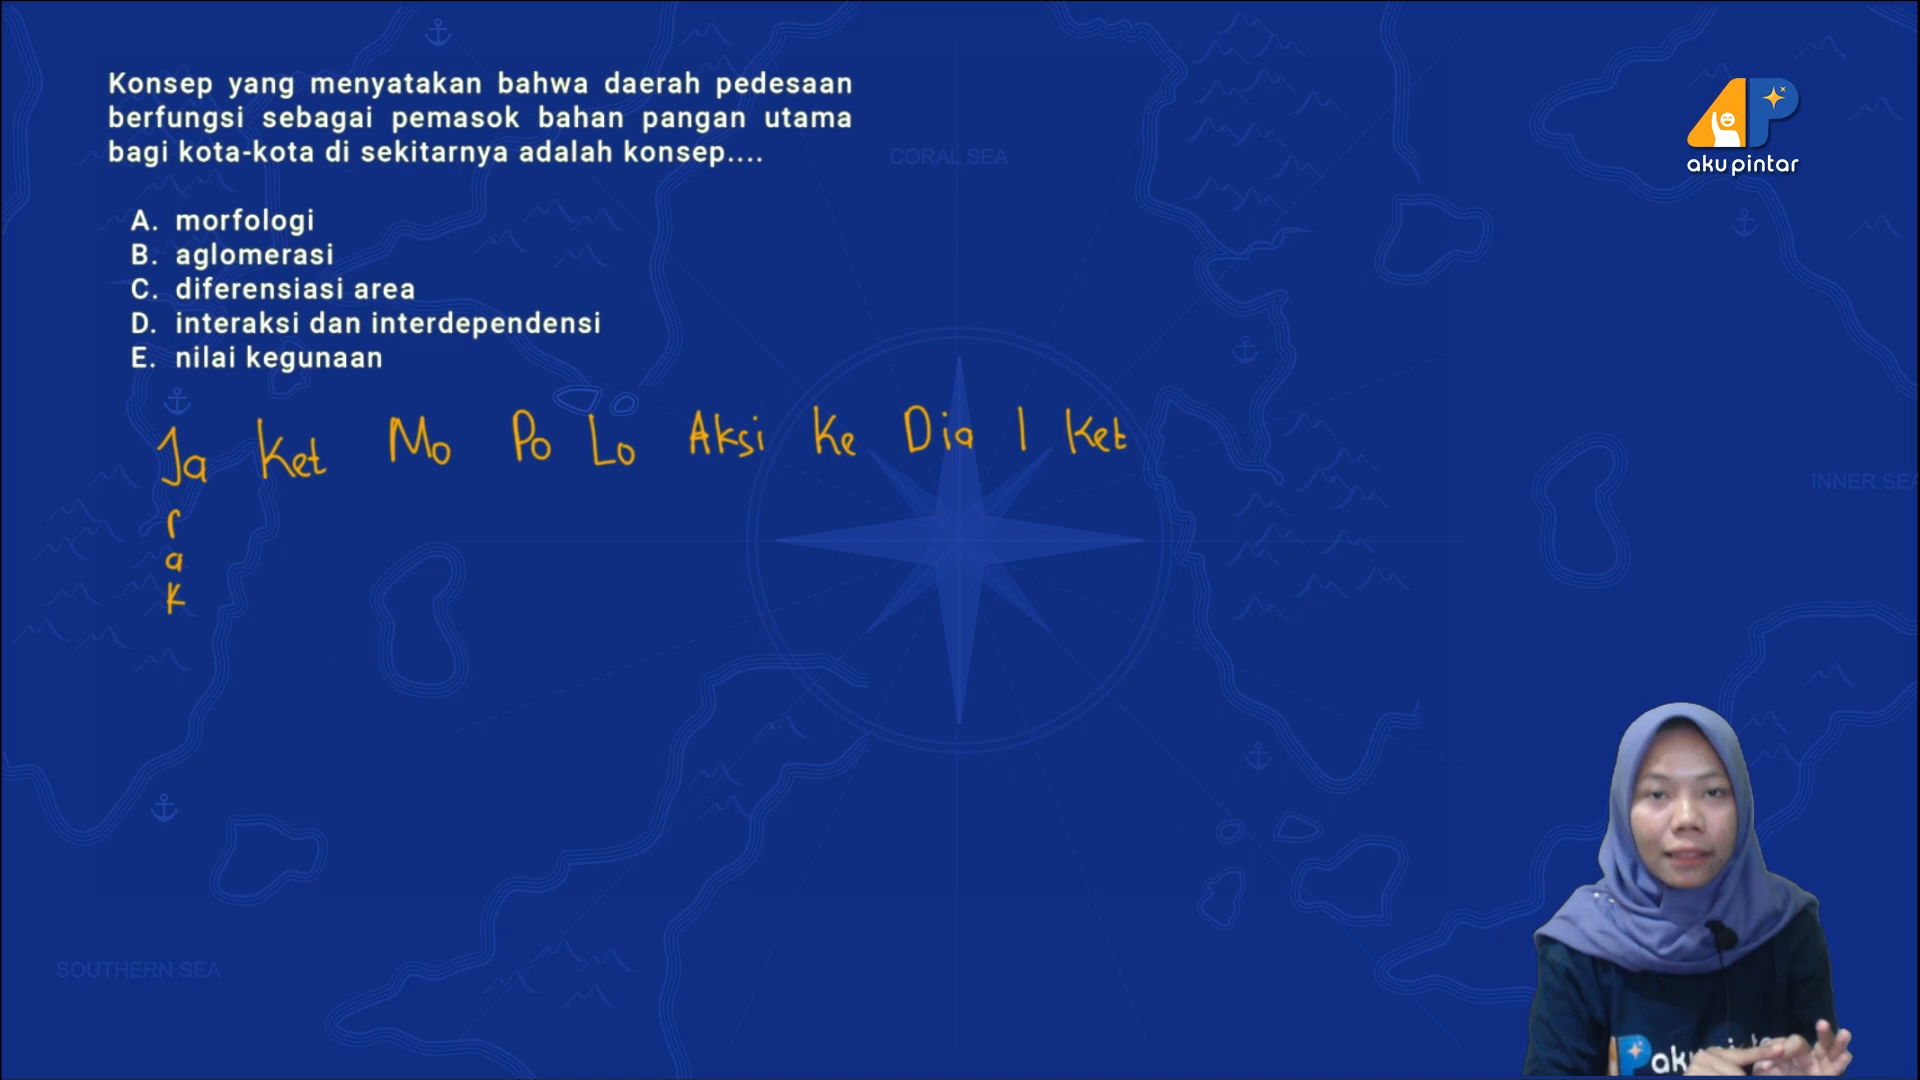 Konsep yang menyatakan bahwa daerah pedesaan
berfungsi sebagai pemasok bahan pangan utama
bagi kota-kota di sekitarnya adalah konsep....
aku pintar
CORAL SEA
A. morfologi
B. aglomerasi
C. diferensiasi area
D. interaksi dan interdependensi
E. nilai kegunaan
Ja Ket Mo Po Lo Aksi Ke Dia I Ket
r
a
k
INNER SEA
SOUTHERN SEA